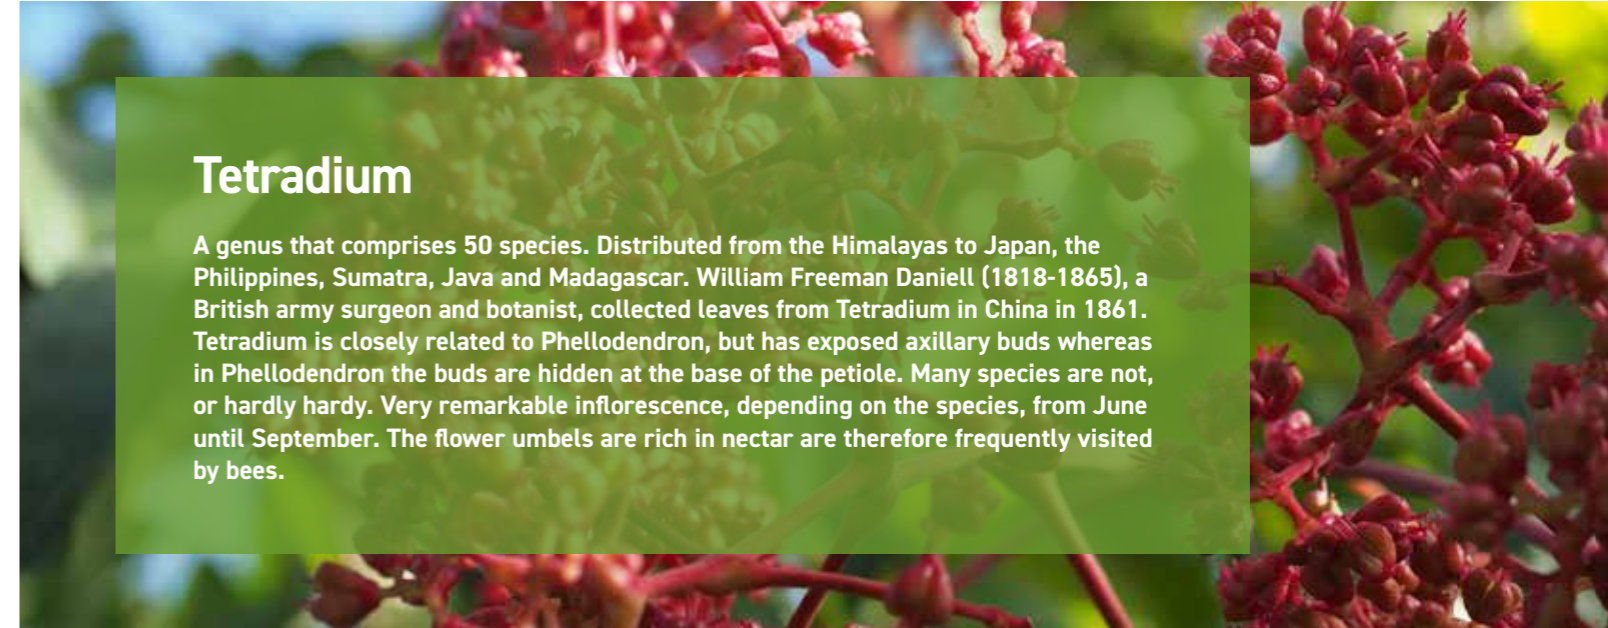 Tetradium
A genus that comprises 50 species. Distributed from the Himalayas to Japan, the
Philippines, Sumatra, Java and Madagascar. William Freeman Daniell (1818-1865), a
British army surgeon and botanist, collected leaves from Tetradium in China in 1861.
Tetradium is closely related to Phellodendron, but has exposed axillary buds whereas
in Phellodendron the buds are hidden at the base of the petiole. Many species are not,
or hardly hardy. Very remarkable inflorescence, depending on the species, from June
until September. The flower umbels are rich in nectar are therefore frequently visited
by bees.